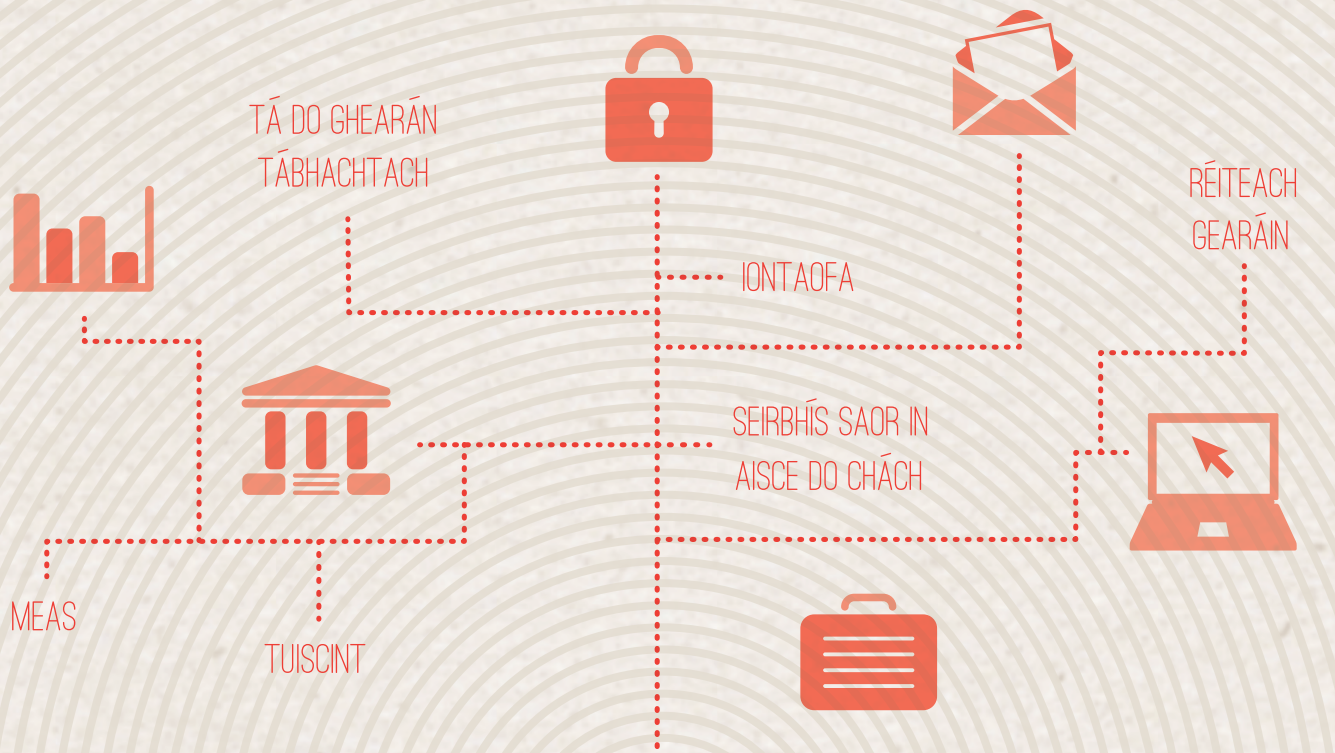 TÁ DO GHEARÁN
TÁBHACHTACH
RÉITEACH
GEARÁIN
IONTAOFA
SEIRBHÍS SAOR IN
AISCE DO CHÁCH
MEAS
TUISCINT